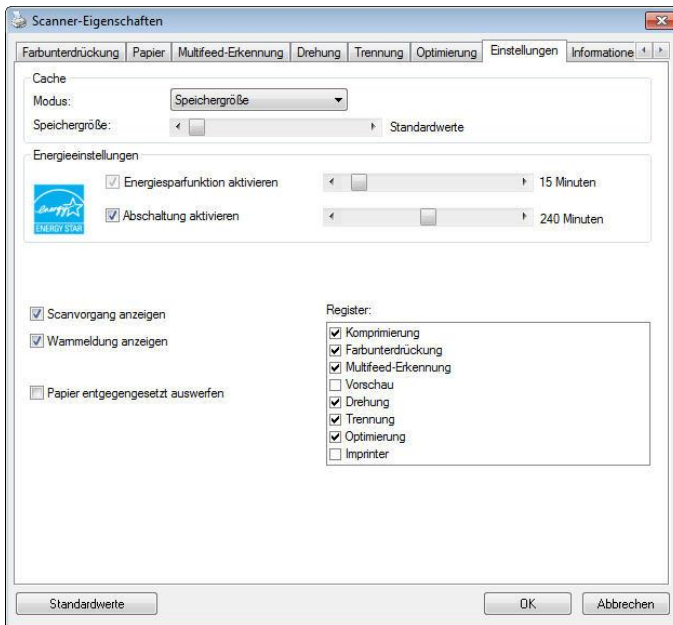 Scanner-Eigenschaften
Farbunterdrückung Papier Multifeed-Erkennung Drehung Trennung Optimierung Einstellungen Informatione
Cache
Modus: Speichergröße
Speichergröße: Standardwerte
Energieeinstellungen
Energiesparfunktion aktivieren 15 Minuten
energy
ENERGY STAR
Abschaltung aktivieren 240 Minuten
Scanvorgang anzeigen
Warnmeldung anzeigen
Papier entgegengesetzt auswerfen
Register:
Komprimierung
Farbunterdrückung
Multifeed-Erkennung
Vorschau
Drehung
Trennung
Optimierung
Imprinter
Standardwerte OK Abbrechen